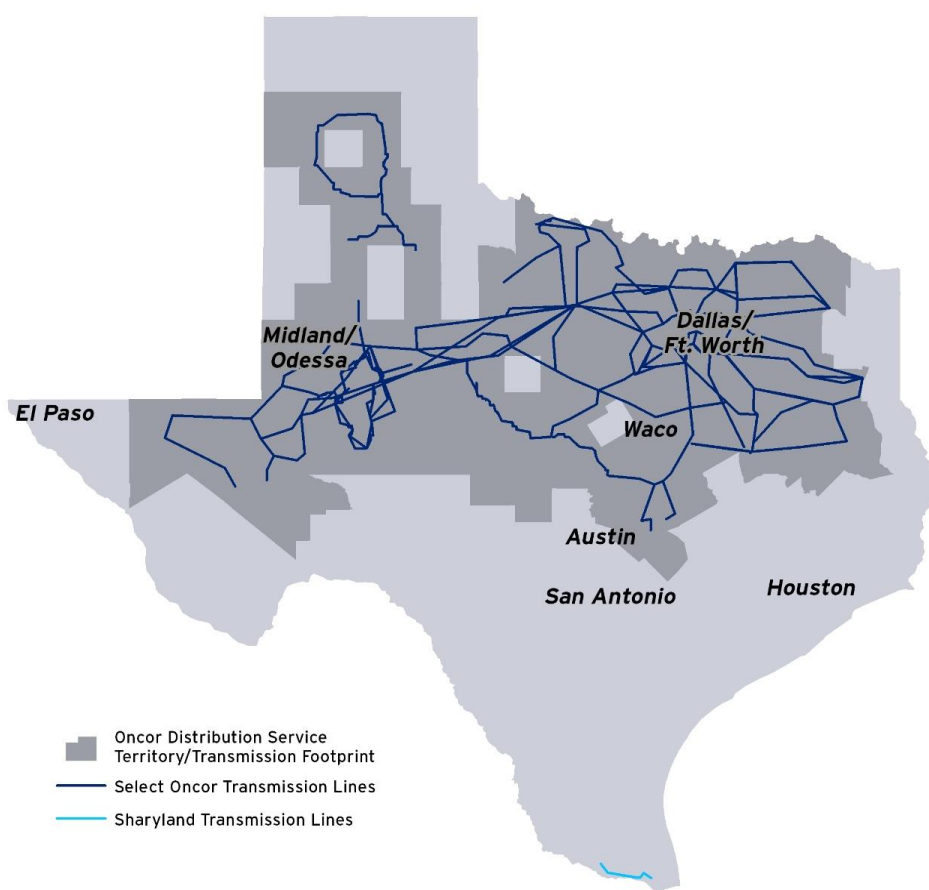 Midland/
Odessa
Dallas/
Ft. Worth
El Paso
Waco
Austin
San Antonio
Houston
Oncor Distribution Service
Territory/Transmission Footprint
Select Oncor Transmission Lines
Sharyland Transmission Lines